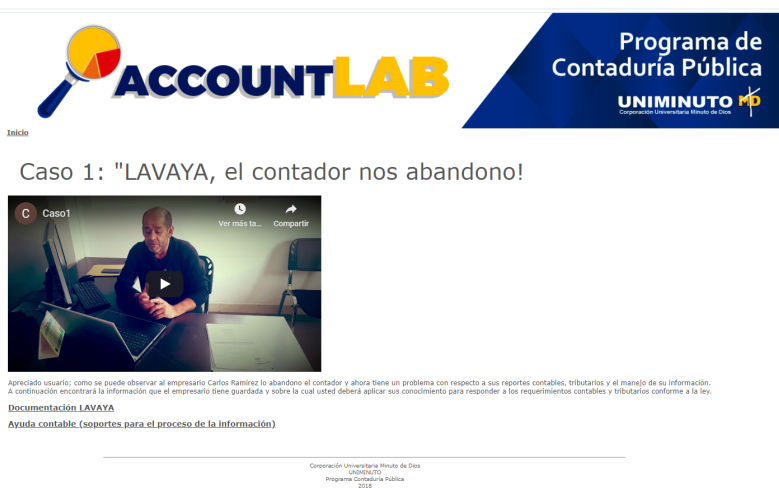 ACCOUNTLAB
Programa de
Contaduría Pública
UNIMINUTO MD
Corporación Universitaria Minuto de Dios
Inicio
Caso 1: "LAVAYA, el contador nos abandono!
C Caso1
Ver más ta... Compartir
Apreciado usuario; como se puede observar al empresario Carlos Ramírez lo abandono el contador y ahora tiene un problema con respecto a sus reportes contables, tributarios y el manejo de su información.
A continuación encontrará la información que el empresario tiene guardada y sobre la cual usted deberá aplicar sus conocimiento para responder a los requerimientos contables y tributarios conforme a la ley.
Documentación LAVAYA
Ayuda contable (soportes para el proceso de la información)
Corporación Universitaria Minuto de Dios
UNIMINUTO
Programa Contaduría Pública
2018